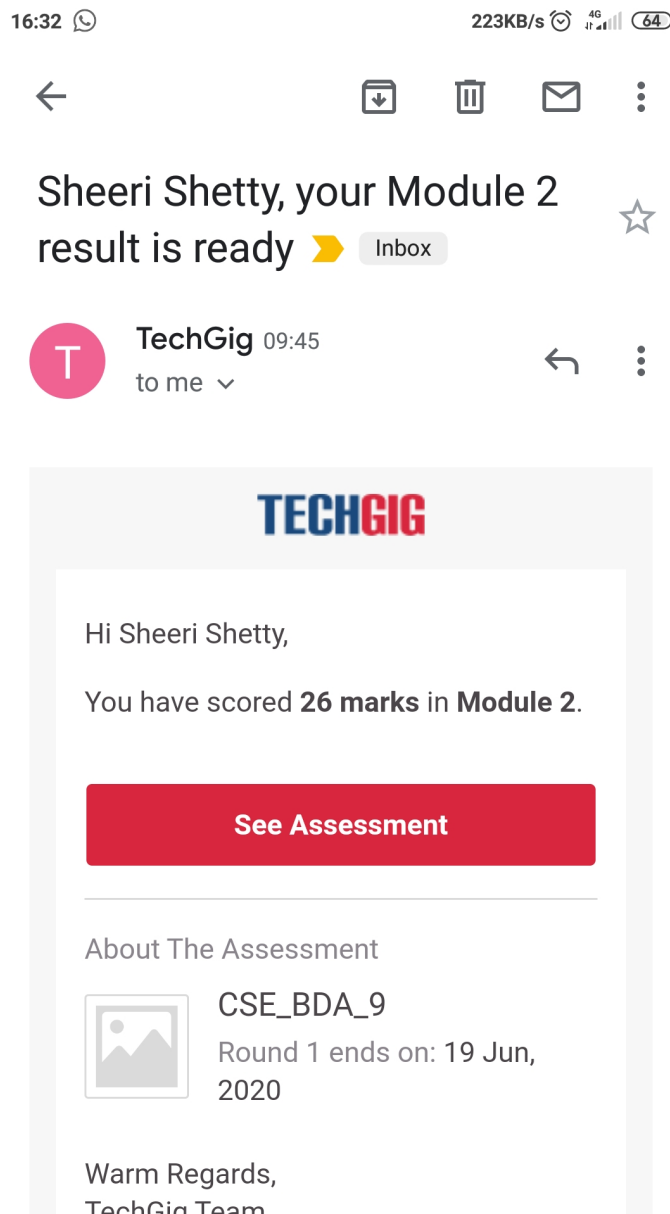 16:32 223KB/s 4G 64
Sheeri Shetty, your Module 2
result is ready Inbox
T
TechGig 09:45
to me
TECHGIG
Hi Sheeri Shetty,
You have scored 26 marks in Module 2.
See Assessment
About The Assessment
CSE_BDA_9
Round 1 ends on: 19 Jun,
2020
Warm Regards,
TechGig Team